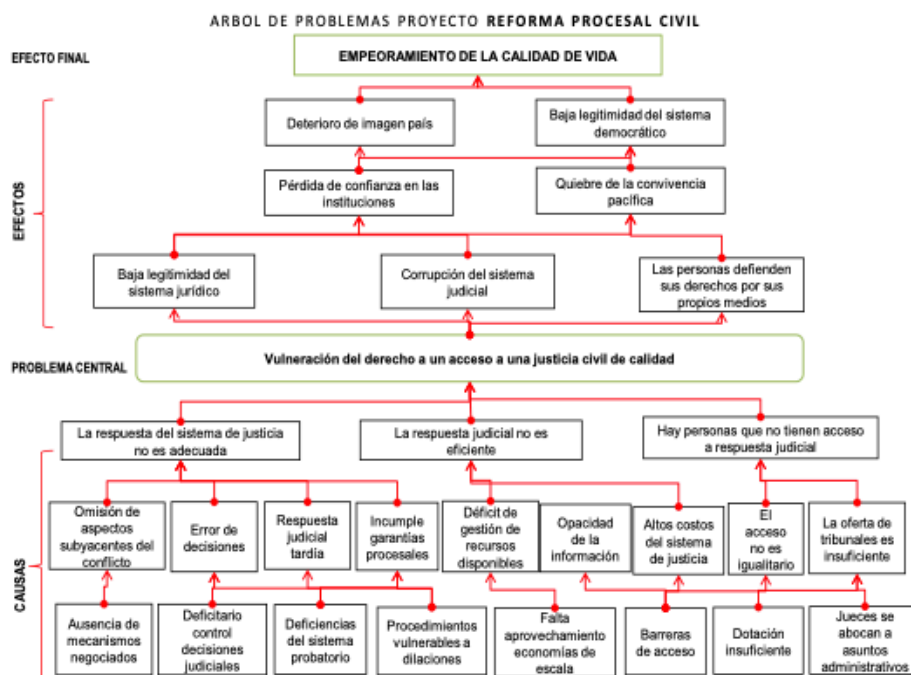 ARBOL DE PROBLEMAS PROYECTO REFORMA PROCESAL CIVIL
EFECTO FINAL
EMPEORAMIENTO DE LA CALIDAD DE VIDA
EFECTOS
Deterioro de imagen país
Baja legitimidad del sistema
democrático
Pérdida de confianza en las
instituciones
Quiebre de la convivencia
pacífica
Baja legitimidad del
sistema jurídico
Corrupción del sistema
judicial
Las personas defienden
sus derechos por sus
propios medios
PROBLEMA CENTRAL
Vulneración del derecho a un acceso a una justicia civil de calidad
CAUSAS
La respuesta del sistema de justicia
no es adecuada
La respuesta judicial no es
eficiente
Hay personas que no tienen acceso
a respuesta judicial
Omisión de
aspectos
subyacentes del
conflicto
Error de
decisiones
Respuesta
judicial
tardía
Incumple
garantías
procesales
Déficit de
gestión de
recursos
disponibles
Opacidad
de la
información
Altos costos
del sistema
de justicia
El
acceso
no es
igualitario
La oferta de
tribunales es
insuficiente
Ausencia de
mecanismos
negociados
Deficitario
control
decisiones
judiciales
Deficiencias
del sistema
probatorio
Procedimientos
vulnerables a
dilaciones
Falta
aprovechamiento
economías de
escala
Barreras
de acceso
Dotación
insuficiente
Jueces se
abocan a
asuntos
administrativos